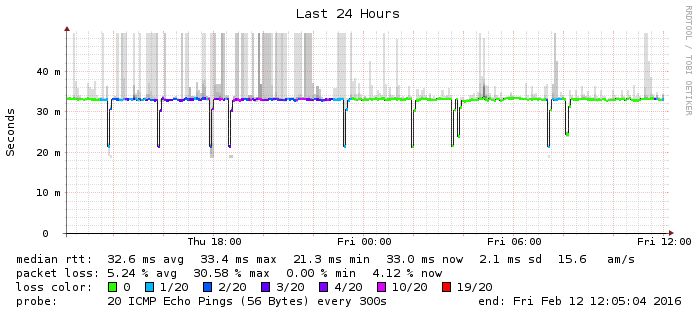 Last 24 Hours
RRDTOOL / TOBI OETIKER
Seconds
40 m
30 m
20 m
10 m
0
Thu 18:00 Fri 00:00 Fri 06:00 Fri 12:00
median rtt: 32.6 ms avg 33.4 ms max 21.3 ms min 33.0 ms now 2.1 ms sd 15.6 am/s
packet loss: 5.24 % avg 30.58 % max 0.00 % min 4.12 % now
loss color: 0 1/20 2/20 3/20 4/20 10/20 19/20
probe: 20 ICMP Echo Pings (56 Bytes) every 300s end: Fri Feb 12 12:05:04 2016